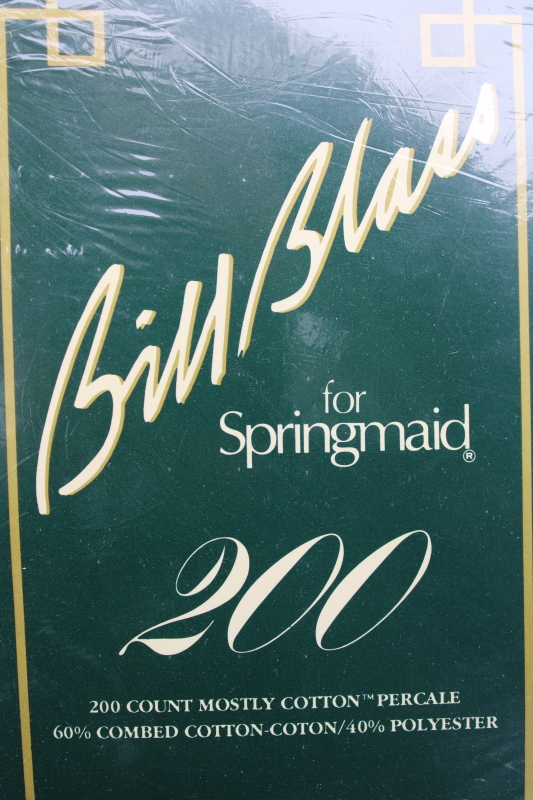 Bill Blass
for
Springmaid®
200
200 COUNT MOSTLY COTTON™ PERCALE
60% COMBED COTTON-COTON/40% POLYESTER